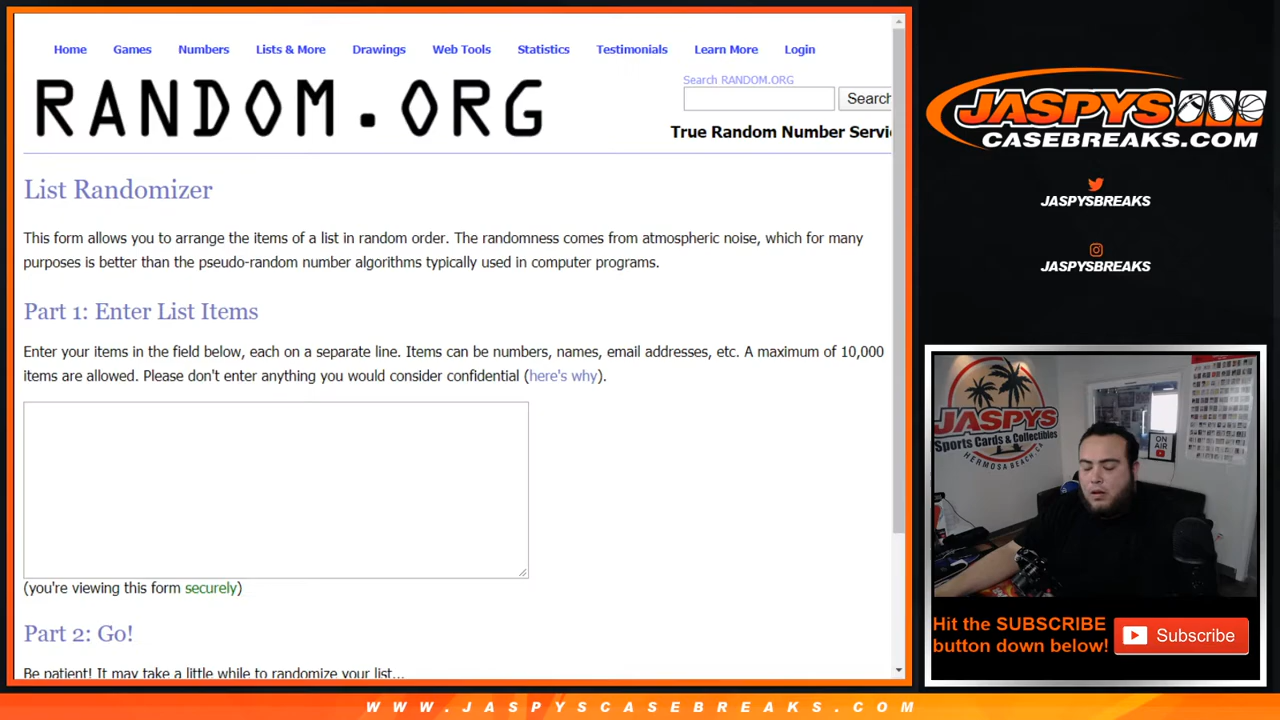 Home Games Numbers Lists & More Drawings Web Tools Statistics Testimonials Learn More Login
RANDOM.ORG
Search RANDOM.ORG
Search
True Random Number Servi
List Randomizer
This form allows you to arrange the items of a list in random order. The randomness comes from atmospheric noise, which for many
purposes is better than the pseudo-random number algorithms typically used in computer programs.
Part 1: Enter List Items
Enter your items in the field below, each on a separate line. Items can be numbers, names, email addresses, etc. A maximum of 10,000
items are allowed. Please don't enter anything you would consider confidential (here's why).
(you're viewing this form securely)
Part 2: Go!
Be patient! It may take a little while to randomize your list...
JASPYS
CASEBREAKS.COM
JASPYSBREAKS
JASPYSBREAKS
JASPYS
Sports Cards & Collectibles
HERMOSA BEACH, CA
ON
AIR
Hit the SUBSCRIBE
button down below!
Subscribe
WWW.JASPYSCASEBREAKS.COM